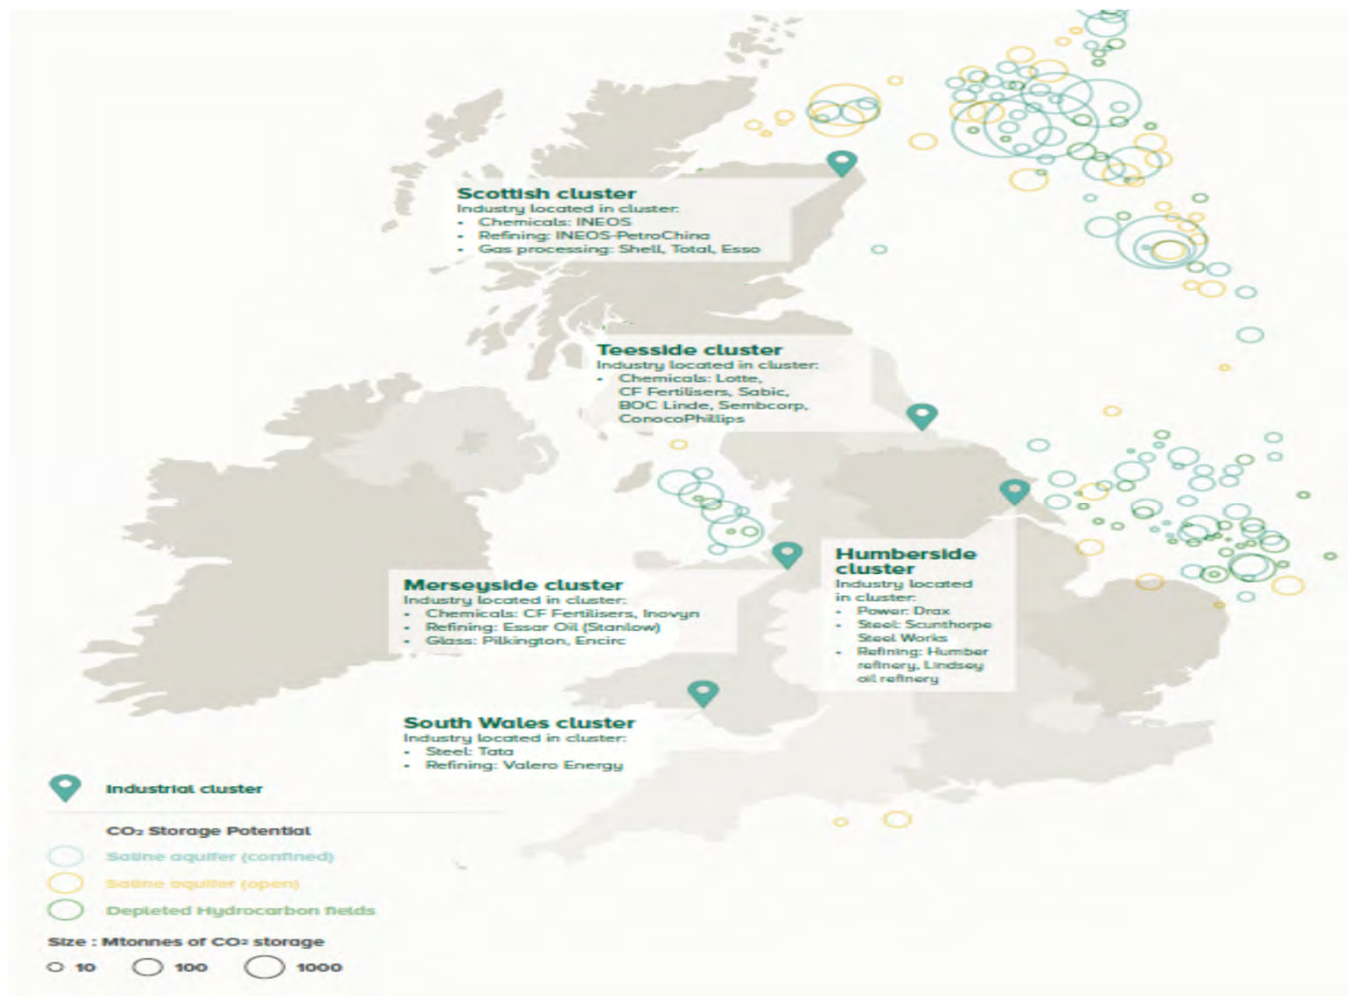 Scottish cluster
Industry located in cluster:
• Chemicals: INEOS
• Refining: INEOS-PetroChina
• Gas processing: Shell, Total, Esso
Teesside cluster
Industry located in cluster:
• Chemicals: Lotte,
CF Fertilisers, Sabic,
BOC Linde, Sembcorp,
ConocoPhillips
Humberside
cluster
Industry located
in cluster:
• Power: Drax
• Steel: Scunthorpe
Steel Works
• Refining: Humber
refinery, Lindsey
oil refinery
Merseyside cluster
Industry located in cluster:
• Chemicals: CF Fertilisers, Inovyn
• Refining: Essar Oil (Stanlow)
• Glass: Pilkington, Encirc
South Wales cluster
Industry located in cluster:
• Steel: Tata
• Refining: Valero Energy
Industrial cluster
CO₂ Storage Potential
Saline aquifer (confined)
Saline aquifer (open)
Depleted Hydrocarbon fields
Size : Mtonnes of CO² storage
10 100 1000